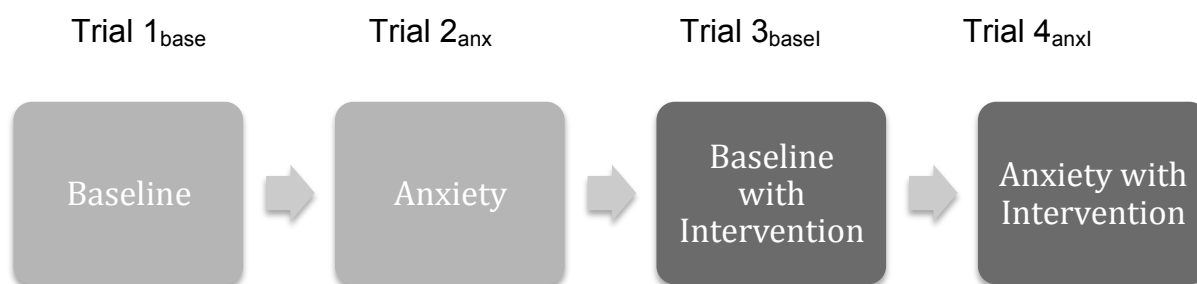 Trial 1base
Trial 2anx
Trial 3baseI
Trial 4anxI
Baseline
Anxiety
Baseline
with
Intervention
Anxiety with
Intervention